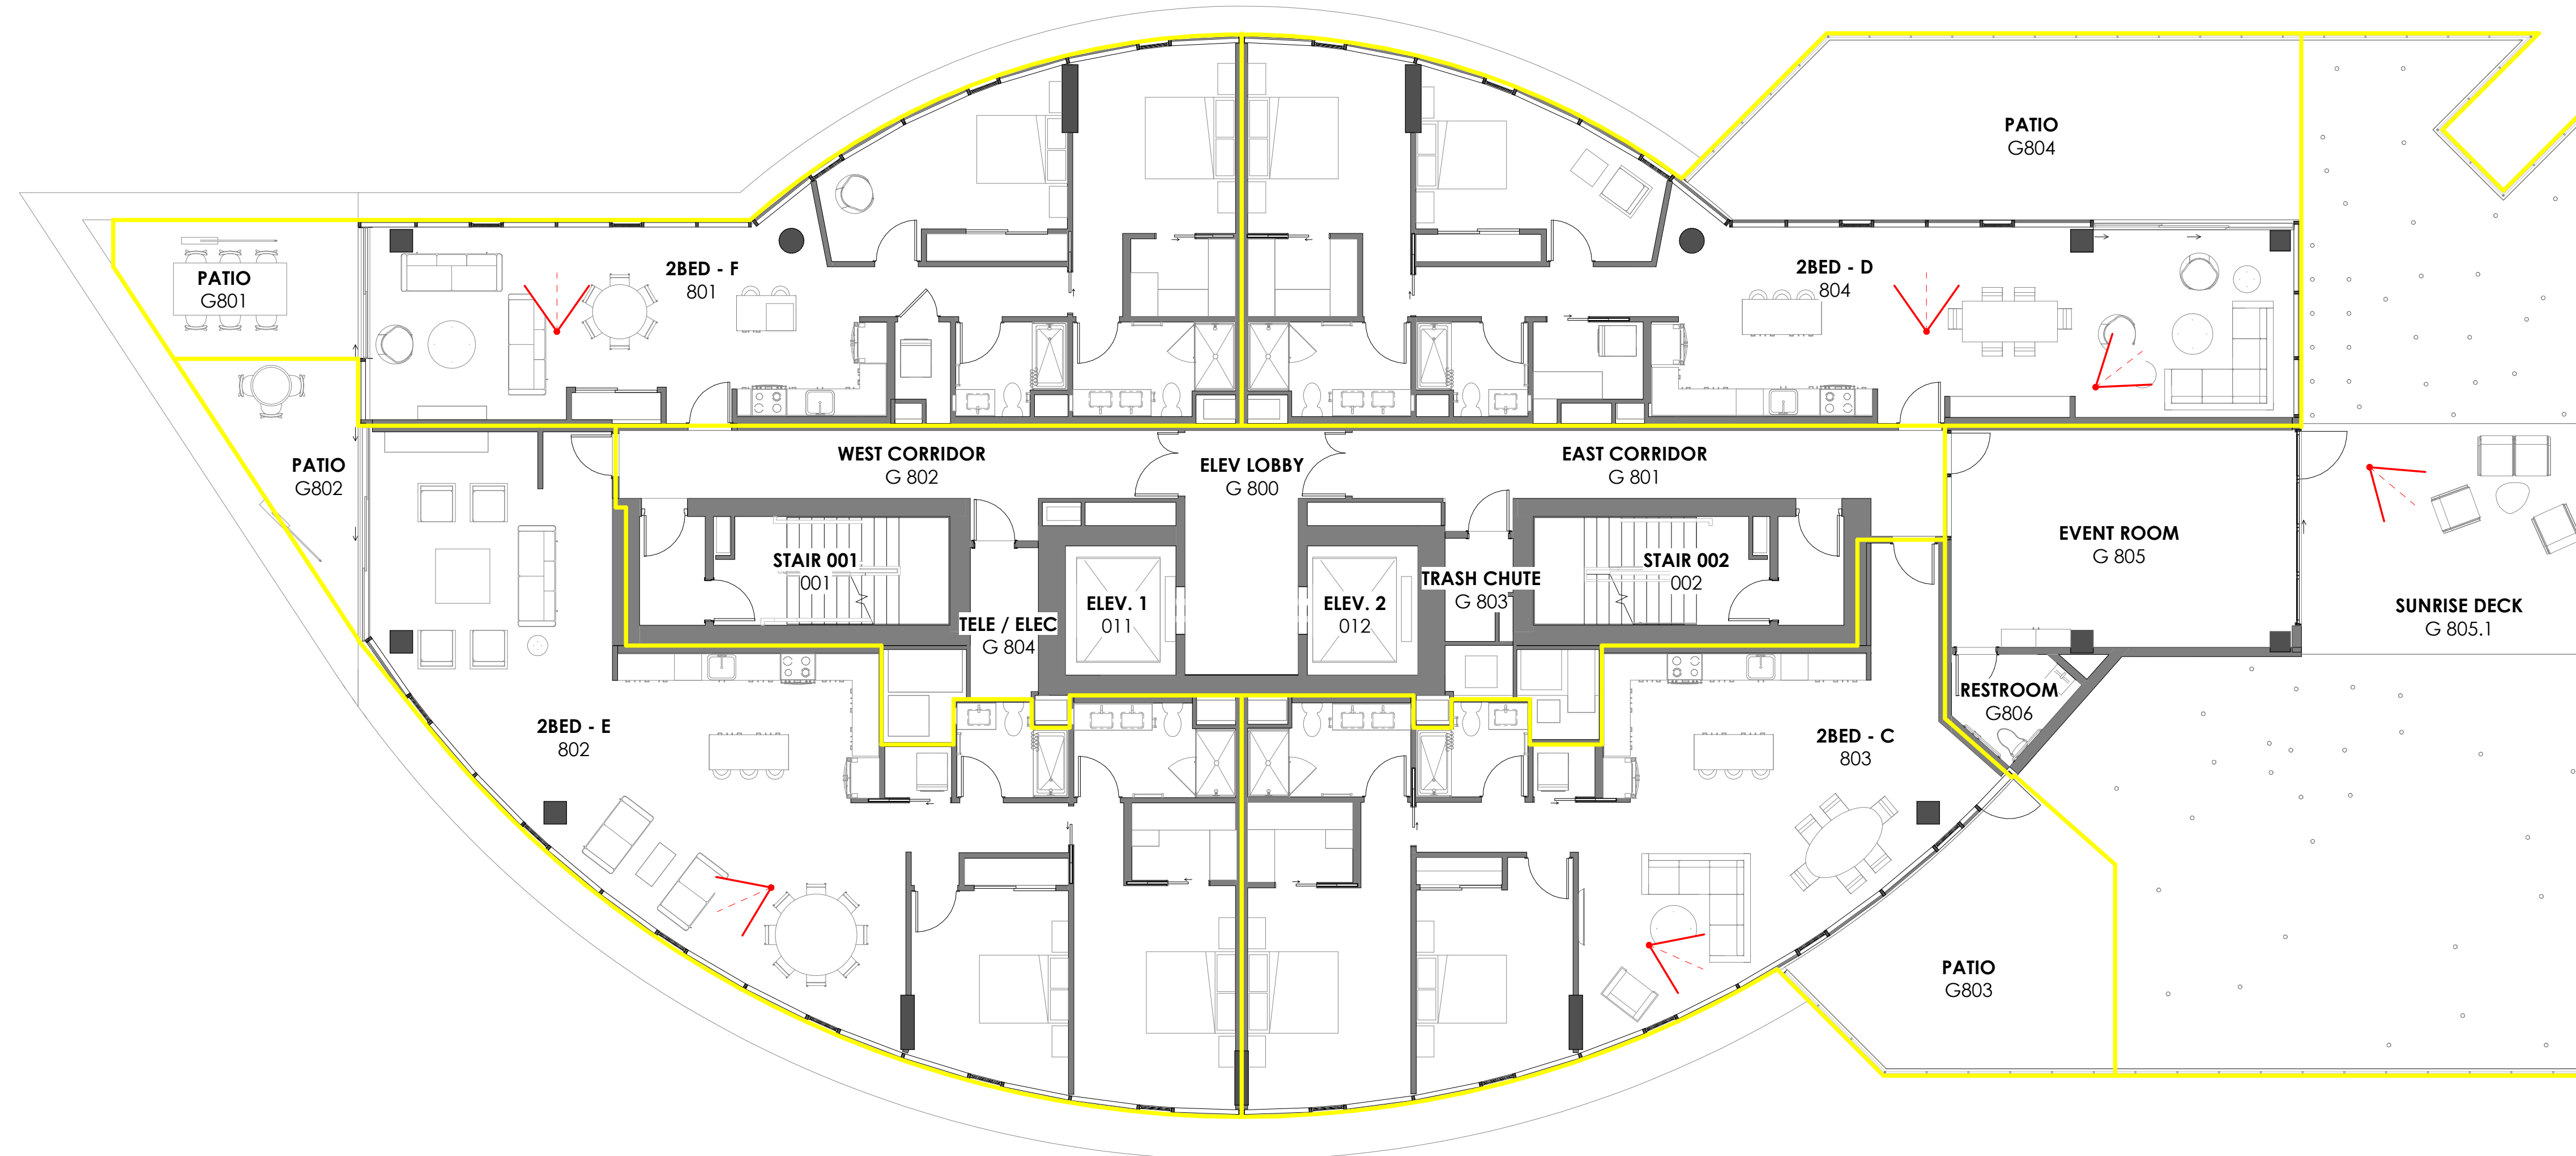 PATIO
G804
2BED - F
801
2BED - D
804
PATIO
G801
PATIO
G802
WEST CORRIDOR
G 802
ELEV LOBBY
G 800
EAST CORRIDOR
G 801
EVENT ROOM
G 805
STAIR 001
001
STAIR 002
002
TRASH CHUTE
G 803
ELEV. 1
011
ELEV. 2
012
TELE / ELEC
G 804
SUNRISE DECK
G 805.1
RESTROOM
G806
2BED - E
802
2BED - C
803
PATIO
G803